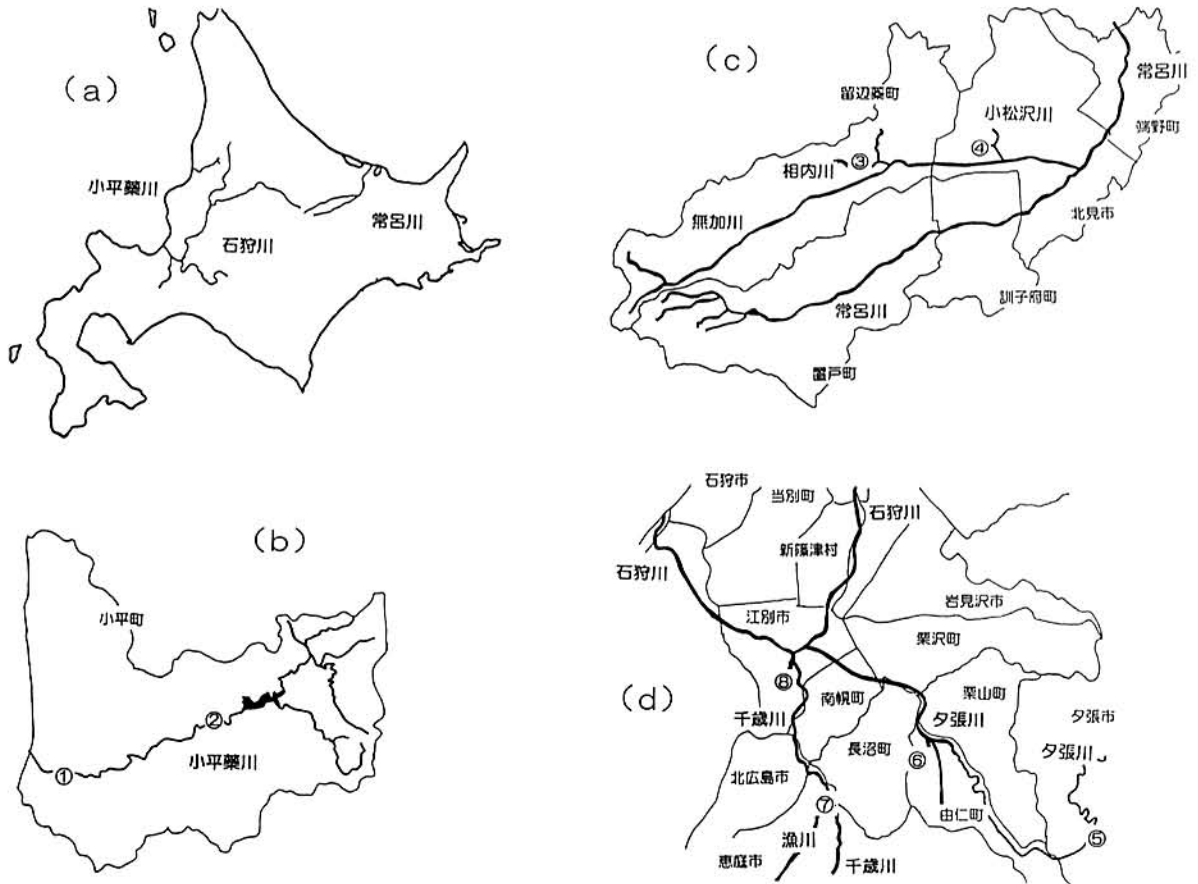 (a)
小平蘂川
石狩川
常呂川
(b)
小平町
②
①
小平蘂川
(c)
常呂川
留辺蘂町
小松沢川
端野町
③
④
相内川
無加川
北見市
訓子府町
常呂川
置戸町
(d)
石狩市
当別町
石狩川
新篠津村
石狩川
岩見沢市
江別市
栗沢町
⑧
南幌町
栗山町
千歳川
夕張川
夕張市
長沼町
夕張川
⑥
北広島市
⑦
由仁町
⑤
漁川
恵庭市
千歳川